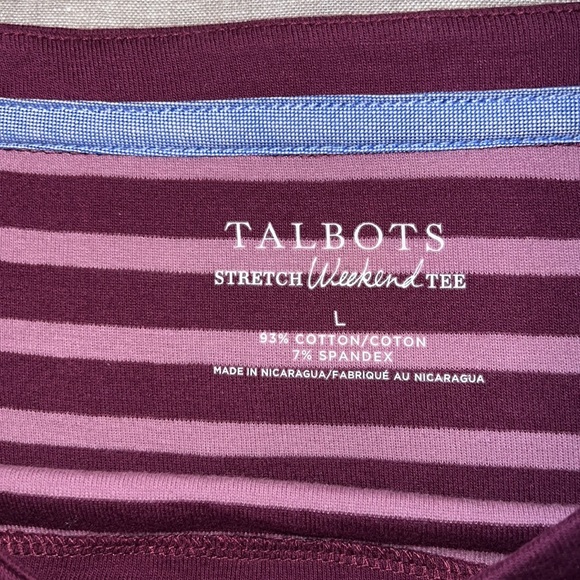 TALBOTS
STRETCH Weekend TEE
L
93% COTTON/COTON
7% SPANDEX
MADE IN NICARAGUA/FABRIQUÉ AU NICARAGUA